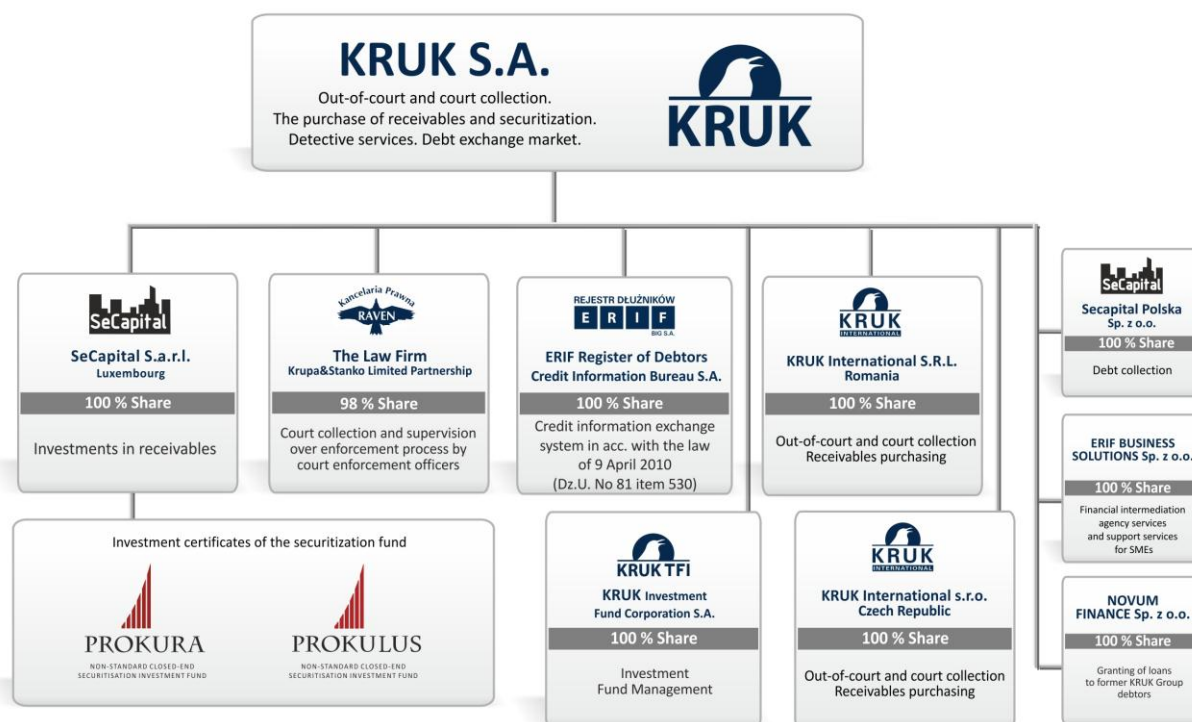 KRUK S.A.
Out-of-court and court collection.
The purchase of receivables and securitization.
Detective services. Debt exchange market.
KRUK
SeCapital
SeCapital S.a.r.l.
Luxembourg
100 % Share
Investments in receivables
Kancelaria Prawna
RAVEN
The Law Firm
Krupa&Stanko Limited Partnership
98 % Share
Court collection and supervision
over enforcement process by
court enforcement officers
REJESTR DŁUŻNIKÓW
ERIF
BIG S.A.
ERIF Register of Debtors
Credit Information Bureau S.A.
100 % Share
Credit information exchange
system in acc. with the law
of 9 April 2010
(Dz.U. No 81 item 530)
KRUK
INTERNATIONAL
KRUK International S.R.L.
Romania
100 % Share
Out-of-court and court collection
Receivables purchasing
SeCapital
Secapital Polska
Sp. z o.o.
100 % Share
Debt collection
ERIF BUSINESS
SOLUTIONS Sp. z o.o.
100 % Share
Financial intermediation
agency services
and support services
for SMEs
NOVUM
FINANCE Sp. z o.o.
100 % Share
Granting of loans
to former KRUK Group
debtors
Investment certificates of the securitization fund
PROKURA
NON-STANDARD CLOSED-END
SECURITISATION INVESTMENT FUND
PROKULUS
NON-STANDARD CLOSED-END
SECURITISATION INVESTMENT FUND
KRUK TFI
KRUK Investment
Fund Corporation S.A.
100 % Share
Investment
Fund Management
KRUK
INTERNATIONAL
KRUK International s.r.o.
Czech Republic
100 % Share
Out-of-court and court collection
Receivables purchasing